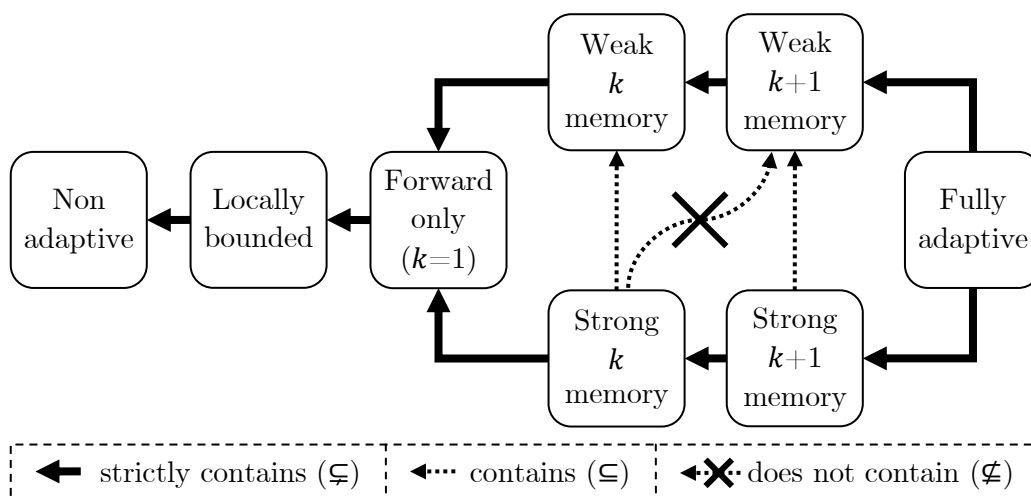 Weak
k
memory
Weak
k+1
memory
Non
adaptive
Locally
bounded
Forward
only
(k=1)
Fully
adaptive
Strong
k
memory
Strong
k+1
memory
strictly contains (⊊)
contains (⊆)
does not contain (⊈)